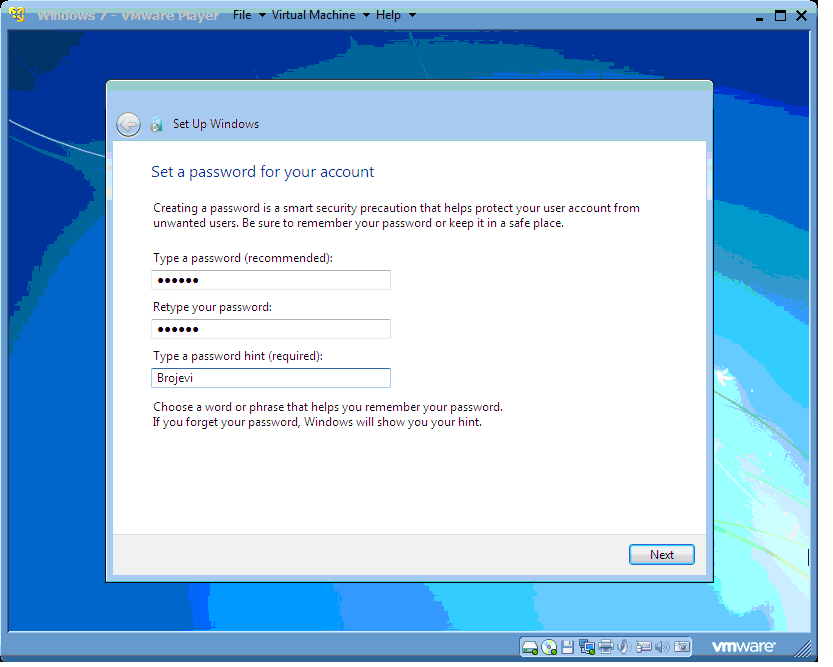 Windows 7 - VMware Player File Virtual Machine Help
Set Up Windows
Set a password for your account
Creating a password is a smart security precaution that helps protect your user account from
unwanted users. Be sure to remember your password or keep it in a safe place.
Type a password (recommended):
••••••
Retype your password:
••••••
Type a password hint (required):
Brojevi
Choose a word or phrase that helps you remember your password.
If you forget your password, Windows will show you your hint.
Next
vmware